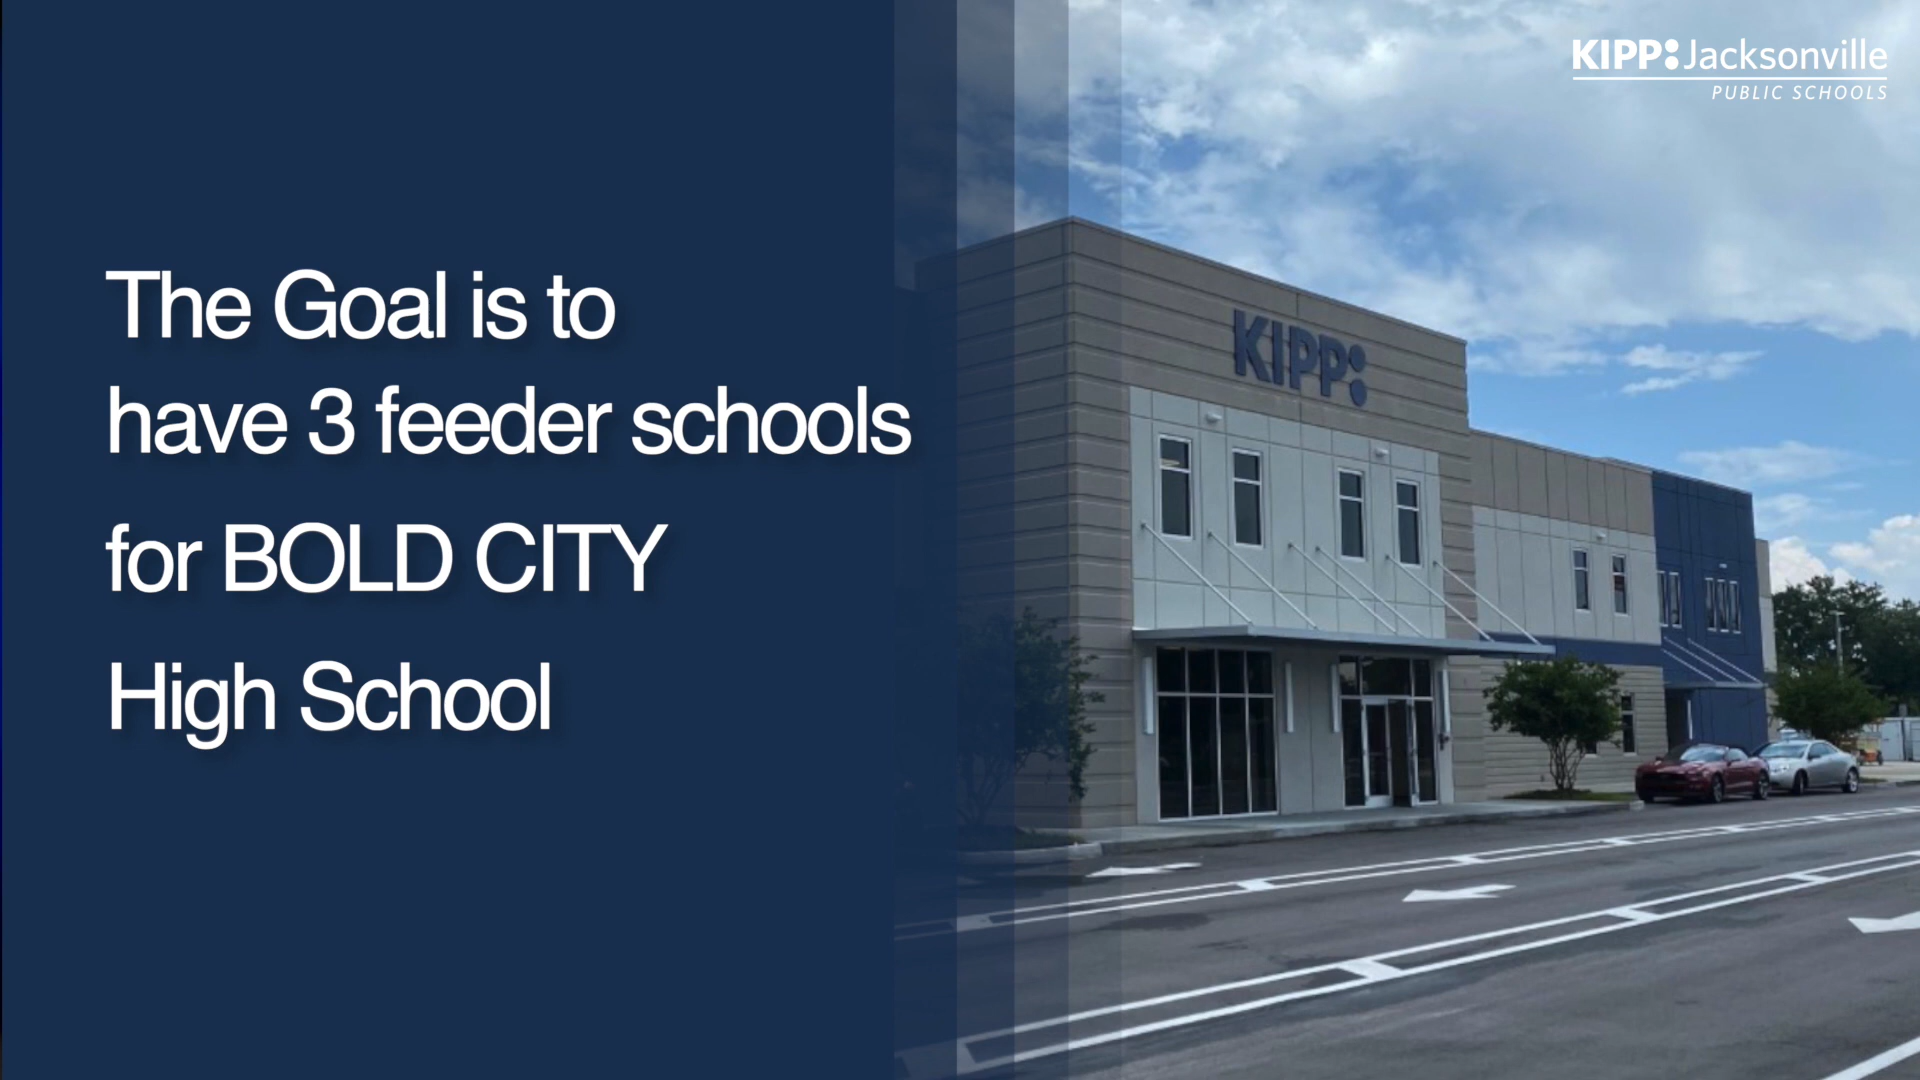 The Goal is to
have 3 feeder schools
for BOLD CITY
High School
KIPP:Jacksonville
PUBLIC SCHOOLS
KIPP: